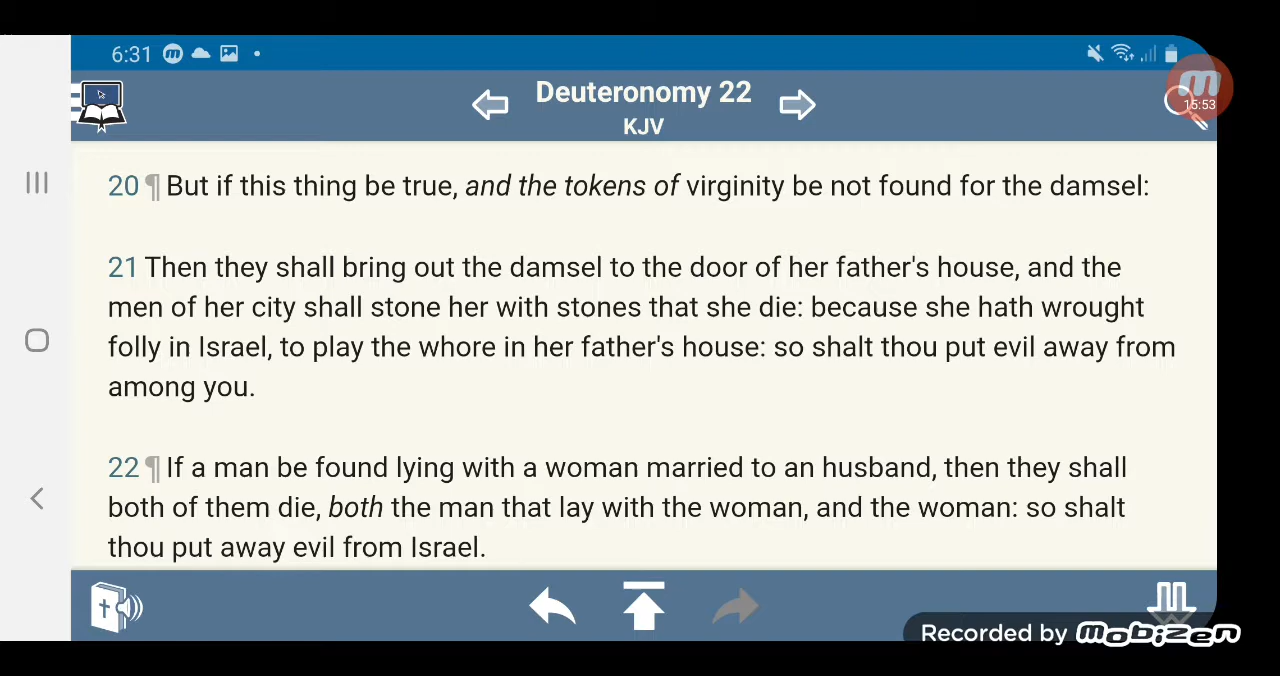 6:31
Deuteronomy 22
KJV
15:53
20 ¶ But if this thing be true, and the tokens of virginity be not found for the damsel:
21 Then they shall bring out the damsel to the door of her father's house, and the
men of her city shall stone her with stones that she die: because she hath wrought
folly in Israel, to play the whore in her father's house: so shalt thou put evil away from
among you.
22 ¶ If a man be found lying with a woman married to an husband, then they shall
both of them die, both the man that lay with the woman, and the woman: so shalt
thou put away evil from Israel.
Recorded by mobizen